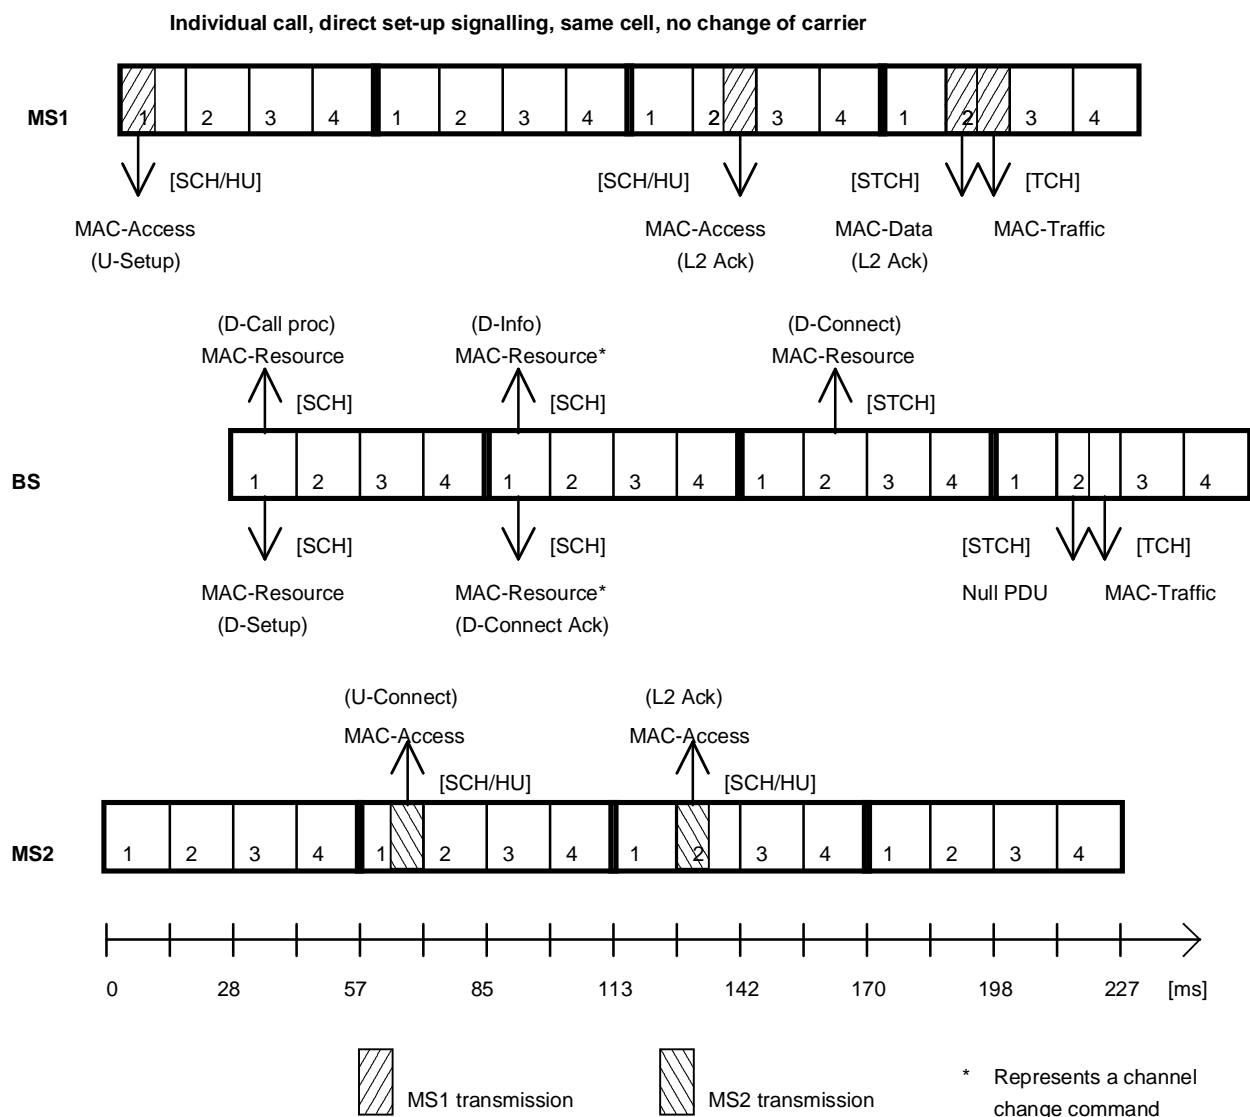 Individual call, direct set-up signalling, same cell, no change of carrier
MS1
1 2 3 4 1 2 3 4 1 2 3 4 1 2 3 4
[SCH/HU] [SCH/HU] [STCH] [TCH]
MAC-Access MAC-Access MAC-Data MAC-Traffic
(U-Setup) (L2 Ack) (L2 Ack)
(D-Call proc) (D-Info) (D-Connect)
MAC-Resource MAC-Resource* MAC-Resource
[SCH] [SCH] [STCH]
BS
1 2 3 4 1 2 3 4 1 2 3 4 1 2 3 4
[SCH] [SCH] [STCH] [TCH]
MAC-Resource MAC-Resource* Null PDU MAC-Traffic
(D-Setup) (D-Connect Ack)
(U-Connect) (L2 Ack)
MAC-Access MAC-Access
[SCH/HU] [SCH/HU]
MS2
1 2 3 4 1 2 3 4 1 2 3 4 1 2 3 4
0 28 57 85 113 142 170 198 227 [ms]
MS1 transmission MS2 transmission
* Represents a channel
change command